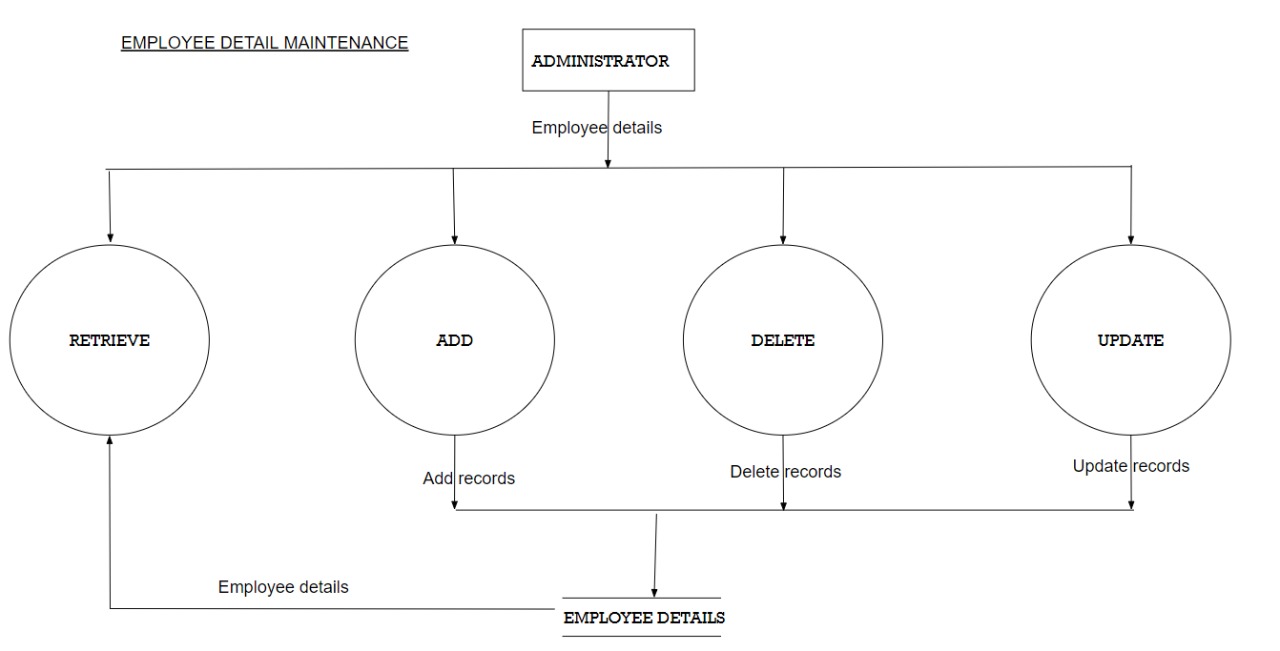 EMPLOYEE DETAIL MAINTENANCE
ADMINISTRATOR
Employee details
RETRIEVE
ADD
DELETE
UPDATE
Add records
Delete records
Update records
Employee details
EMPLOYEE DETAILS